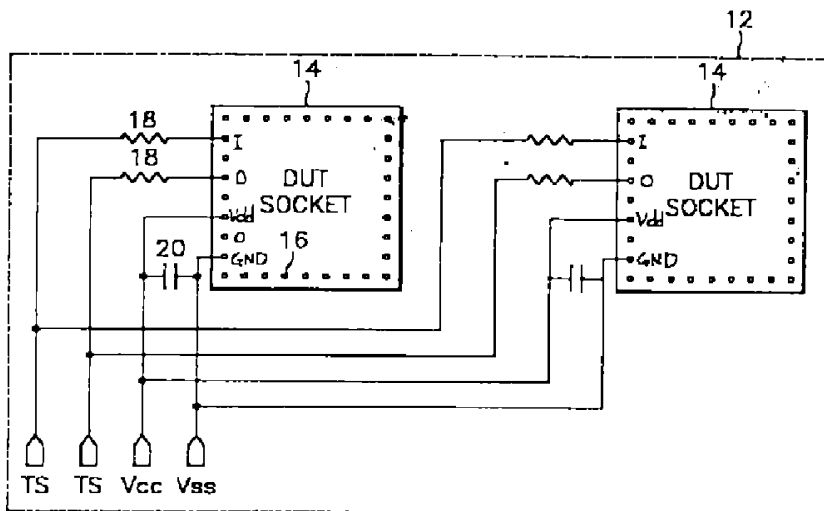 12
14
14
18
I
I
18
O
DUT
SOCKET
O
DUT
SOCKET
Vdd
Vdd
O
20
16
GND
GND
TS
TS
Vcc
Vss